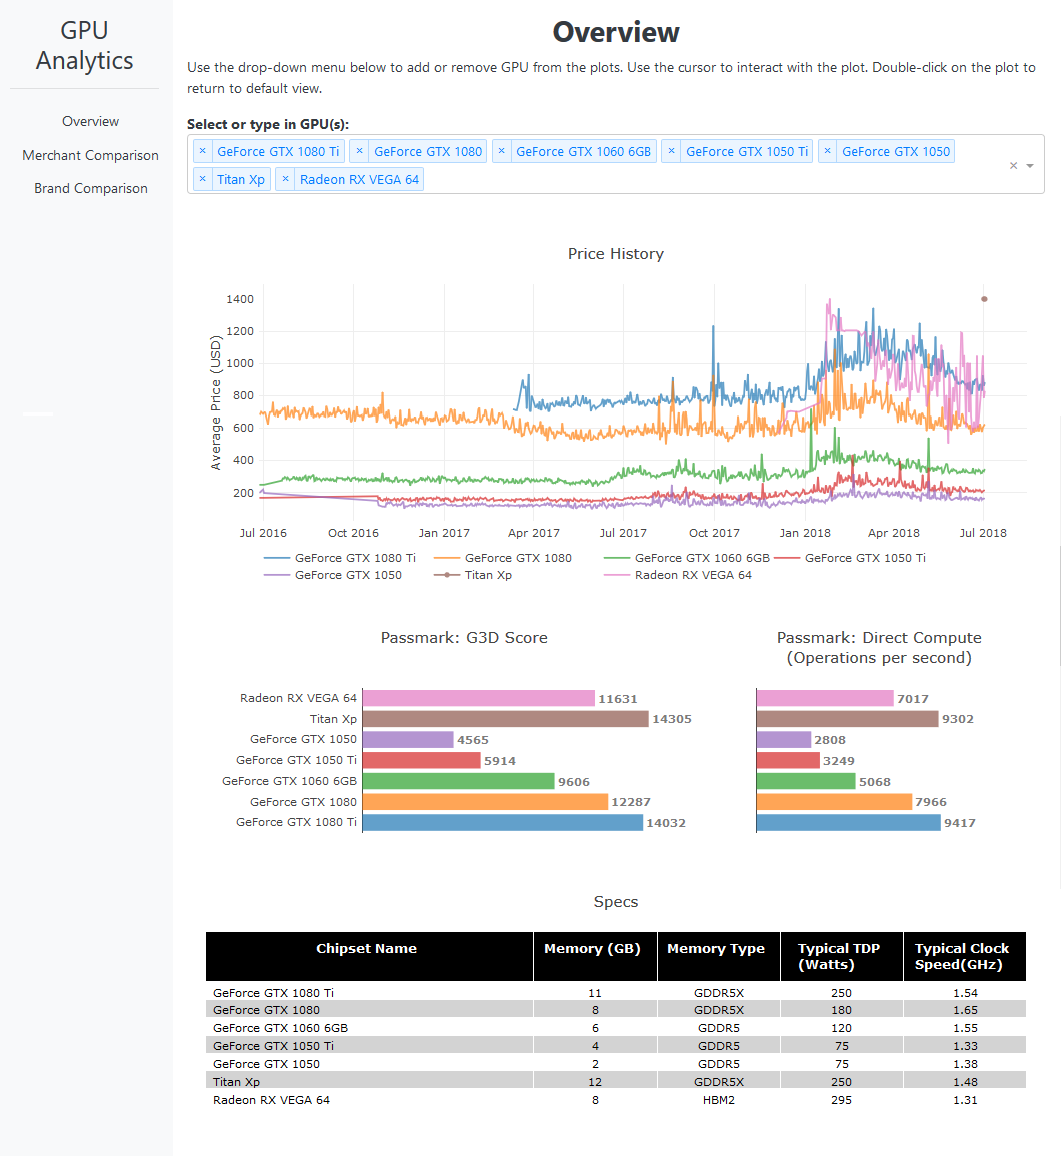 GPU
Analytics
Overview
Merchant Comparison
Brand Comparison
Overview
Use the drop-down menu below to add or remove GPU from the plots. Use the cursor to interact with the plot. Double-click on the plot to
return to default view.
Select or type in GPU(s):
× GeForce GTX 1080 Ti × GeForce GTX 1080 × GeForce GTX 1060 6GB × GeForce GTX 1050 Ti × GeForce GTX 1050
× Titan Xp × Radeon RX VEGA 64 ×
Price History
Average Price (USD)
1400
1200
1000
800
600
400
200
Jul 2016 Oct 2016 Jan 2017 Apr 2017 Jul 2017 Oct 2017 Jan 2018 Apr 2018 Jul 2018
GeForce GTX 1080 Ti GeForce GTX 1080 GeForce GTX 1060 6GB GeForce GTX 1050 Ti
GeForce GTX 1050 Titan Xp Radeon RX VEGA 64
Passmark: G3D Score
Radeon RX VEGA 64 11631
Titan Xp 14305
GeForce GTX 1050 4565
GeForce GTX 1050 Ti 5914
GeForce GTX 1060 6GB 9606
GeForce GTX 1080 12287
GeForce GTX 1080 Ti 14032
Passmark: Direct Compute
(Operations per second)
7017
9302
2808
3249
5068
7966
9417
Specs
Chipset Name Memory (GB) Memory Type Typical TDP (Watts) Typical Clock Speed(GHz)
GeForce GTX 1080 Ti 11 GDDR5X 250 1.54
GeForce GTX 1080 8 GDDR5X 180 1.65
GeForce GTX 1060 6GB 6 GDDR5 120 1.55
GeForce GTX 1050 Ti 4 GDDR5 75 1.33
GeForce GTX 1050 2 GDDR5 75 1.38
Titan Xp 12 GDDR5X 250 1.48
Radeon RX VEGA 64 8 HBM2 295 1.31